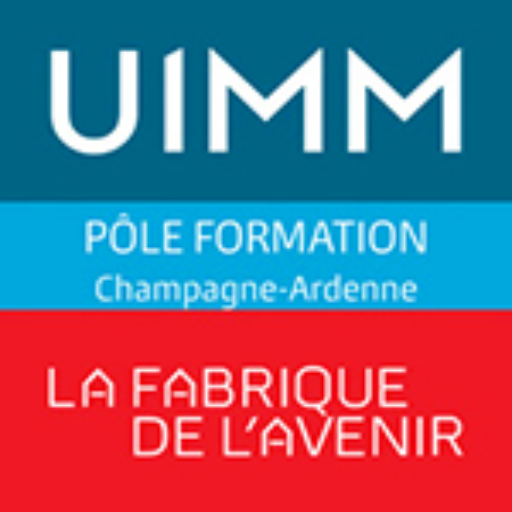 UIMM
PÔLE FORMATION
Champagne-Ardenne
LA FABRIQUE
DE L'AVENIR